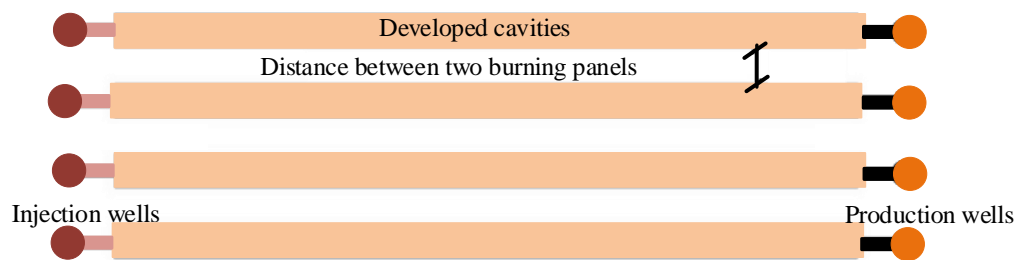 Developed cavities
Distance between two burning panels
Injection wells
Production wells